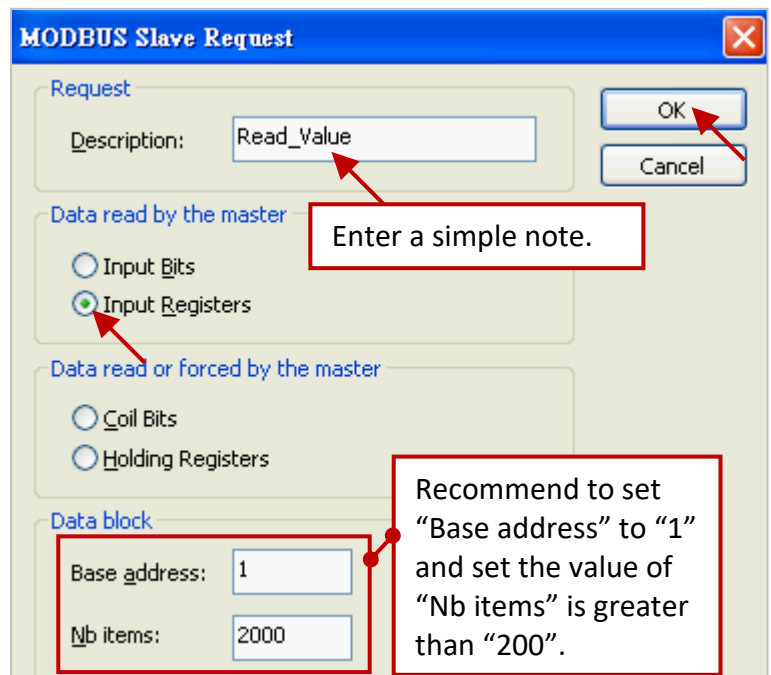 MODBUS Slave Request
Request
OK
Description:
Read_Value
Cancel
Data read by the master
Enter a simple note.
Input Bits
Input Registers
Data read or forced by the master
Coil Bits
Holding Registers
Recommend to set
“Base address” to “1”
and set the value of
“Nb items” is greater
than “200”.
Data block
Base address:
1
Nb items:
2000